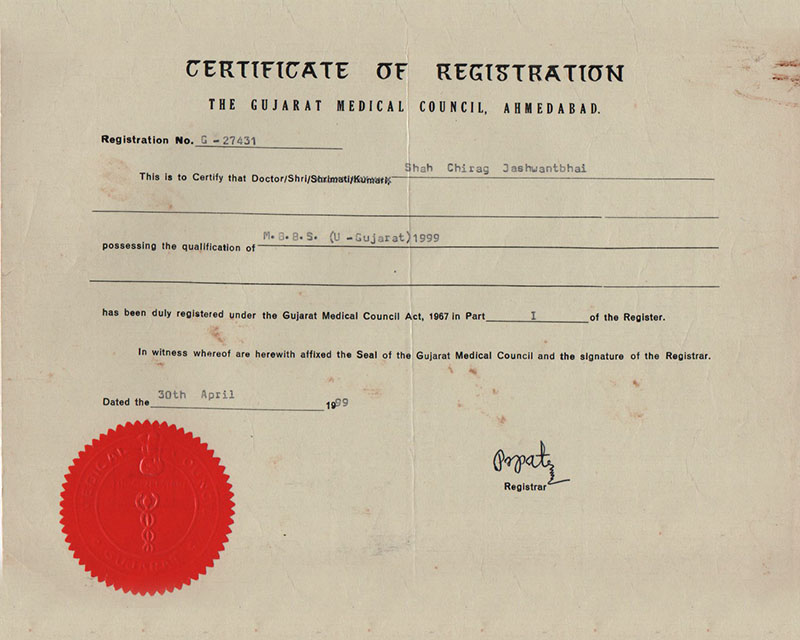 CERTIFICATE OF REGISTRATION
THE GUJARAT MEDICAL COUNCIL, AHMEDABAD.
Registration No. G - 27431
This is to Certify that Doctor/Shri/Shrimati/Kumari, Shah Chirag Jashwantbhai
possessing the qualification of M.B.B.S. (U - Gujarat) 1999
has been duly registered under the Gujarat Medical Council Act, 1967 in Part I of the Register.
In witness whereof are herewith affixed the Seal of the Gujarat Medical Council and the signature of the Registrar.
Dated the 30th April 1999
MEDICAL COUNCIL
GUJARAT
Registrar